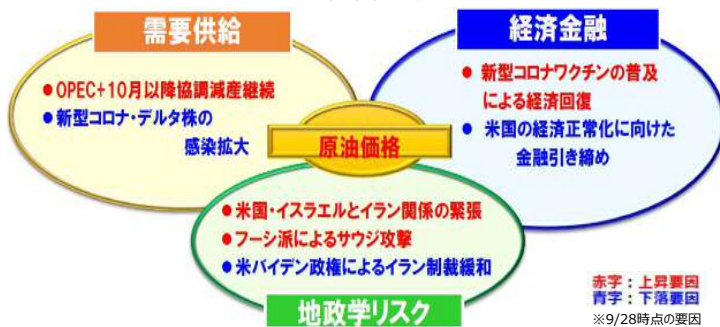 需要供給
●OPEC+10月以降協調減産継続
●新型コロナ・デルタ株の
感染拡大
経済金融
● 新型コロナワクチンの普及
による経済回復
● 米国の経済正常化に向けた
金融引き締め
原油価格
●米国・イスラエルとイラン関係の緊張
●フーシ派によるサウジ攻撃
●米バイデン政権によるイラン制裁緩和
地政学リスク
赤字：上昇要因
青字：下落要因
※9/28時点の要因